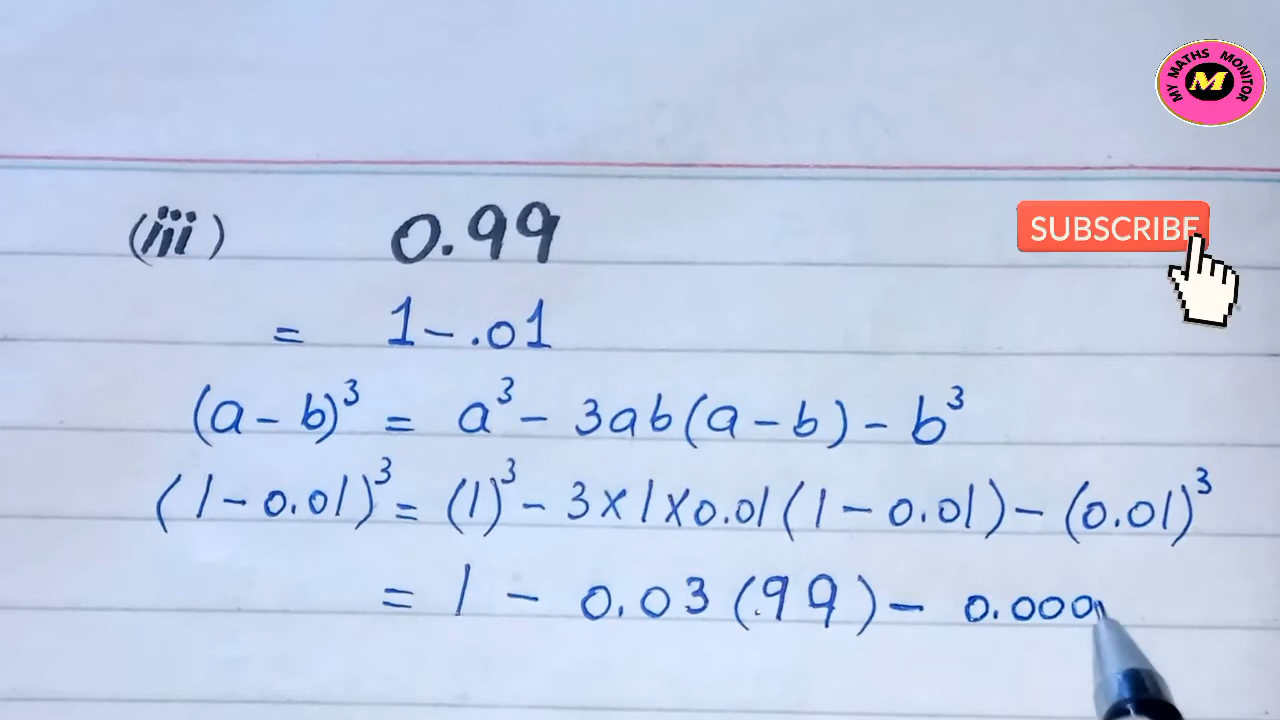 MY MATHS MONITOR
M
(iii) 0.99
SUBSCRIBE
= 1 - .01
(a - b)³ = a³ - 3ab(a - b) - b³
(1 - 0.01)³ = (1)³ - 3 × 1 × 0.01 (1 - 0.01) - (0.01)³
= 1 - 0.03 (.99) - 0.000